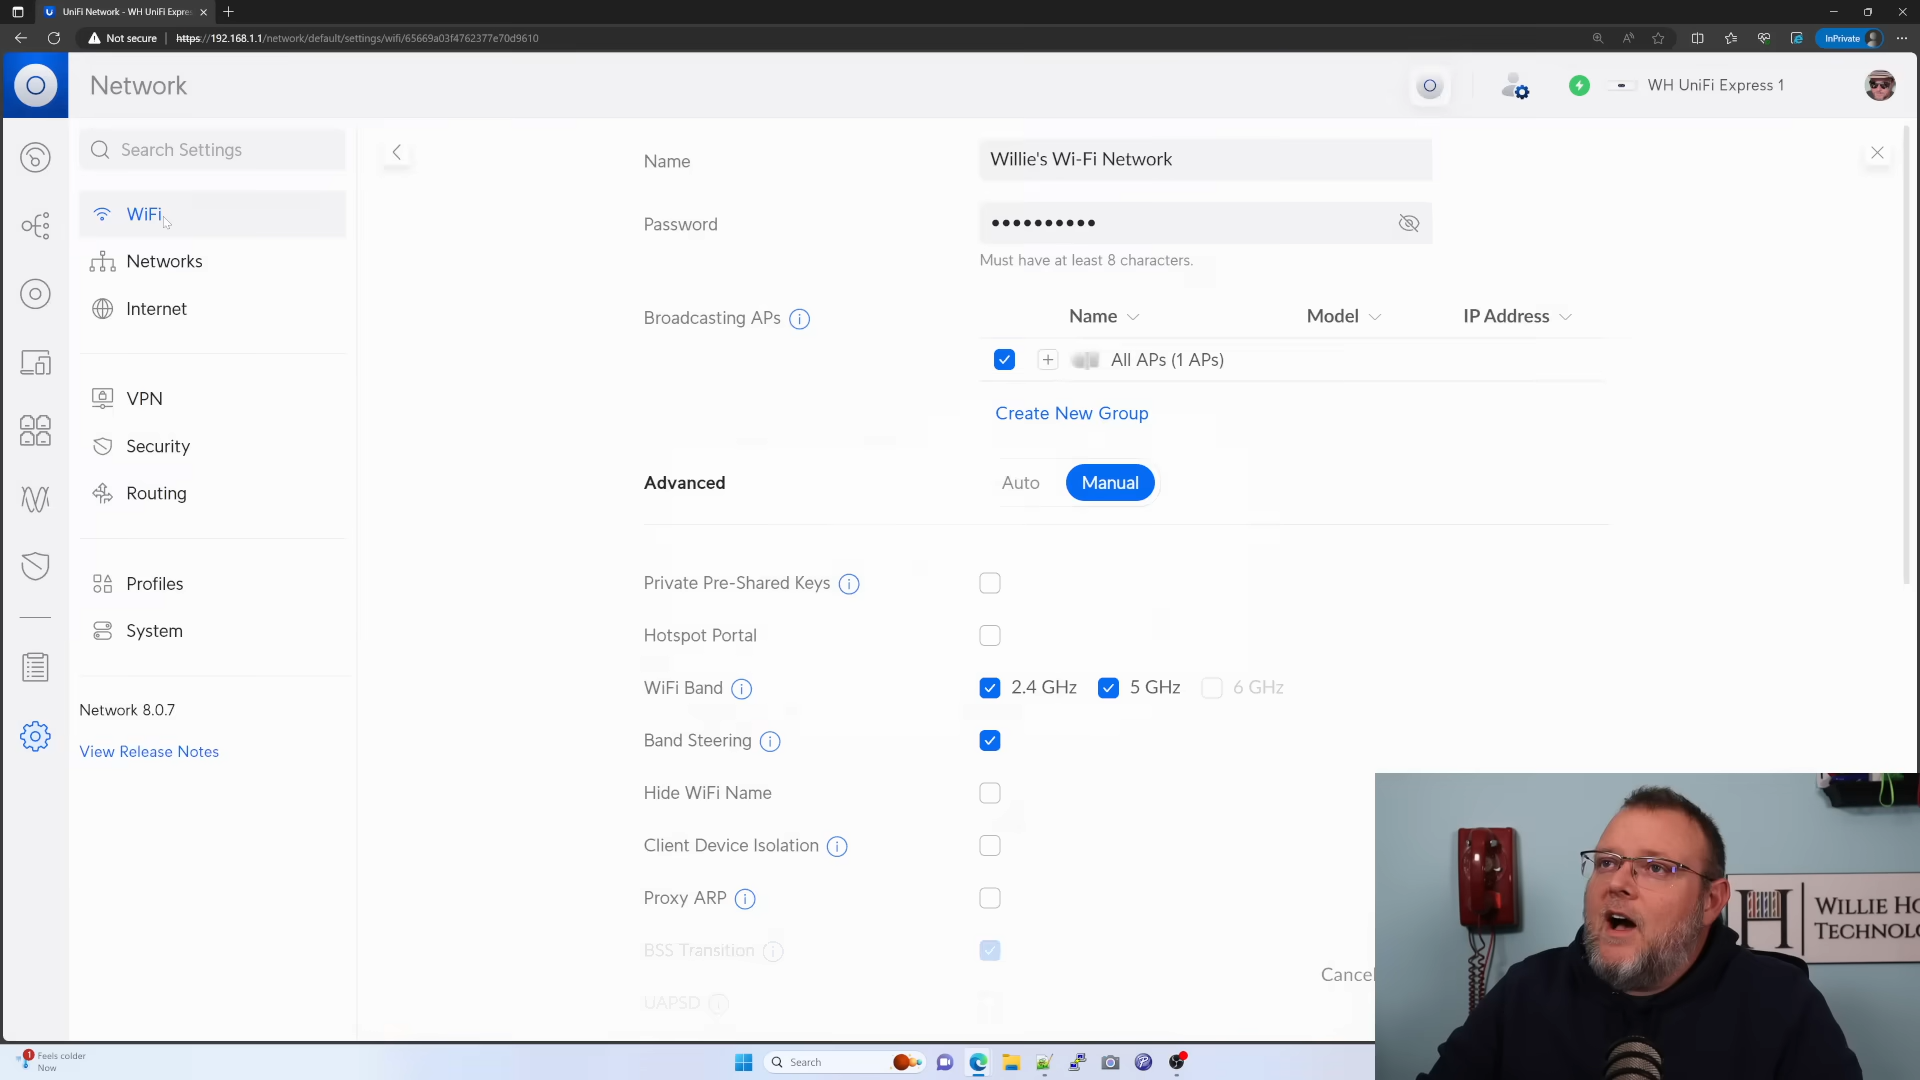 UniFi Network - WH UniFi Expre
Not secure
https://192.168.1.1/network/default/settings/wifi/65669a03f4762377e70d9610
InPrivate
Network
WH UniFi Express 1
Search Settings
WiFi
Networks
Internet
VPN
Security
Routing
Profiles
System
Network 8.0.7
View Release Notes
Name
Willie's Wi-Fi Network
Password
••••••••••
Must have at least 8 characters.
Broadcasting APs
Name
Model
IP Address
All APs (1 APs)
Create New Group
Advanced
Auto
Manual
Private Pre-Shared Keys
Hotspot Portal
WiFi Band
2.4 GHz
5 GHz
6 GHz
Band Steering
Hide WiFi Name
Client Device Isolation
Proxy ARP
BSS Transition
UAPSD
Cancel
WILLIE HO
TECHNOLO
1
Feels colder
Now
Search